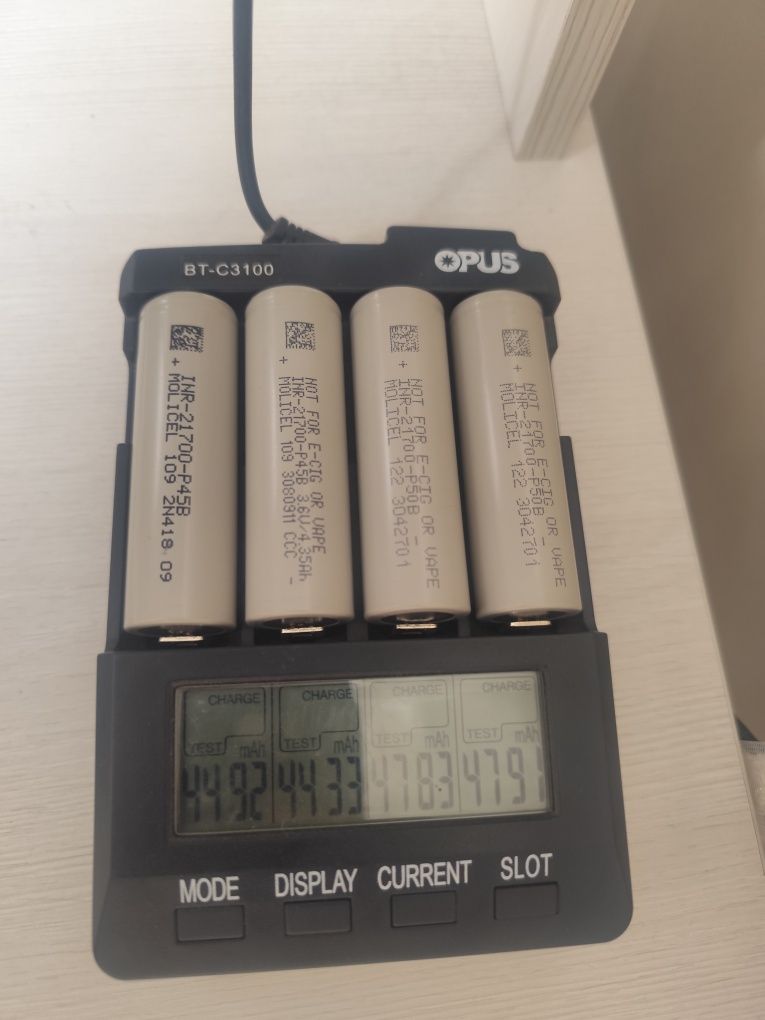 BT-C3100
OPUS
INR-21700-P45B
MOLICEL 109 2N418 09
NOT FOR E-CIG OR VAPE
INR-21700-P45B 3.6V/4.35Ah
MOLICEL 109 3080911 CCC –
NOT FOR E-CIG OR VAPE
INR-21700-P50B –
MOLICEL 122 3042701
NOT FOR E-CIG OR VAPE
INR-21700-P50B –
MOLICEL 122 3042701
CHARGE CHARGE CHARGE CHARGE
TEST mAh TEST mAh TEST mAh TEST mAh
4492 4433 4783 4791
MODE DISPLAY CURRENT SLOT